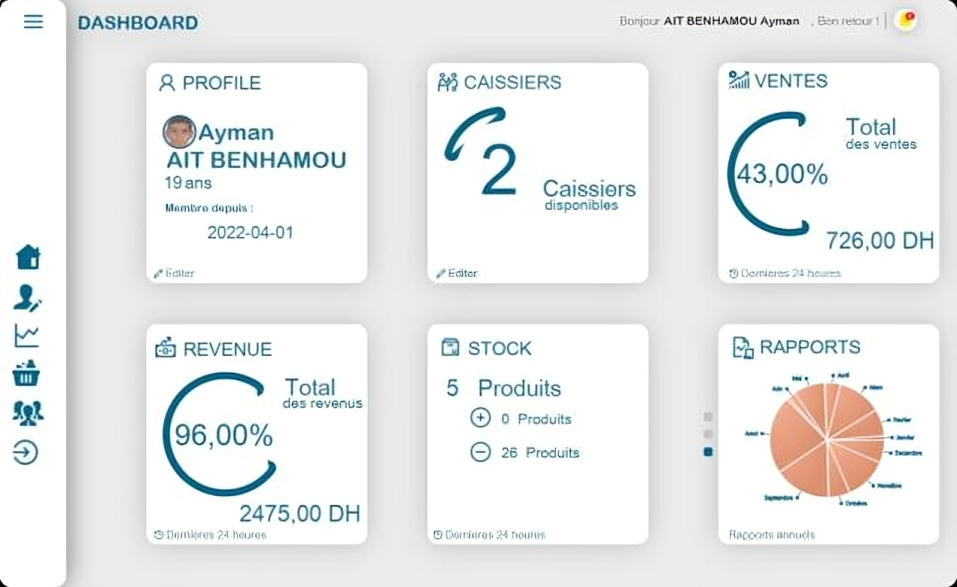 DASHBOARD
Bonjour AIT BENHAMOU Ayman , Bon retour !
PROFILE
Ayman
AIT BENHAMOU
19 ans
Membre depuis :
2022-04-01
Editer
CAISSIERS
2
Caissiers
disponibles
Editer
VENTES
43,00%
Total
des ventes
726,00 DH
Dernieres 24 heures
REVENUE
Total
des revenus
96,00%
2475,00 DH
Dernieres 24 heures
STOCK
5 Produits
0 Produits
26 Produits
Dernieres 24 heures
RAPPORTS
Mai
Avril
Mars
Juin
Février
Janvier
Aout
Decembre
Novembre
Septembre
Octobre
Rapports annuels